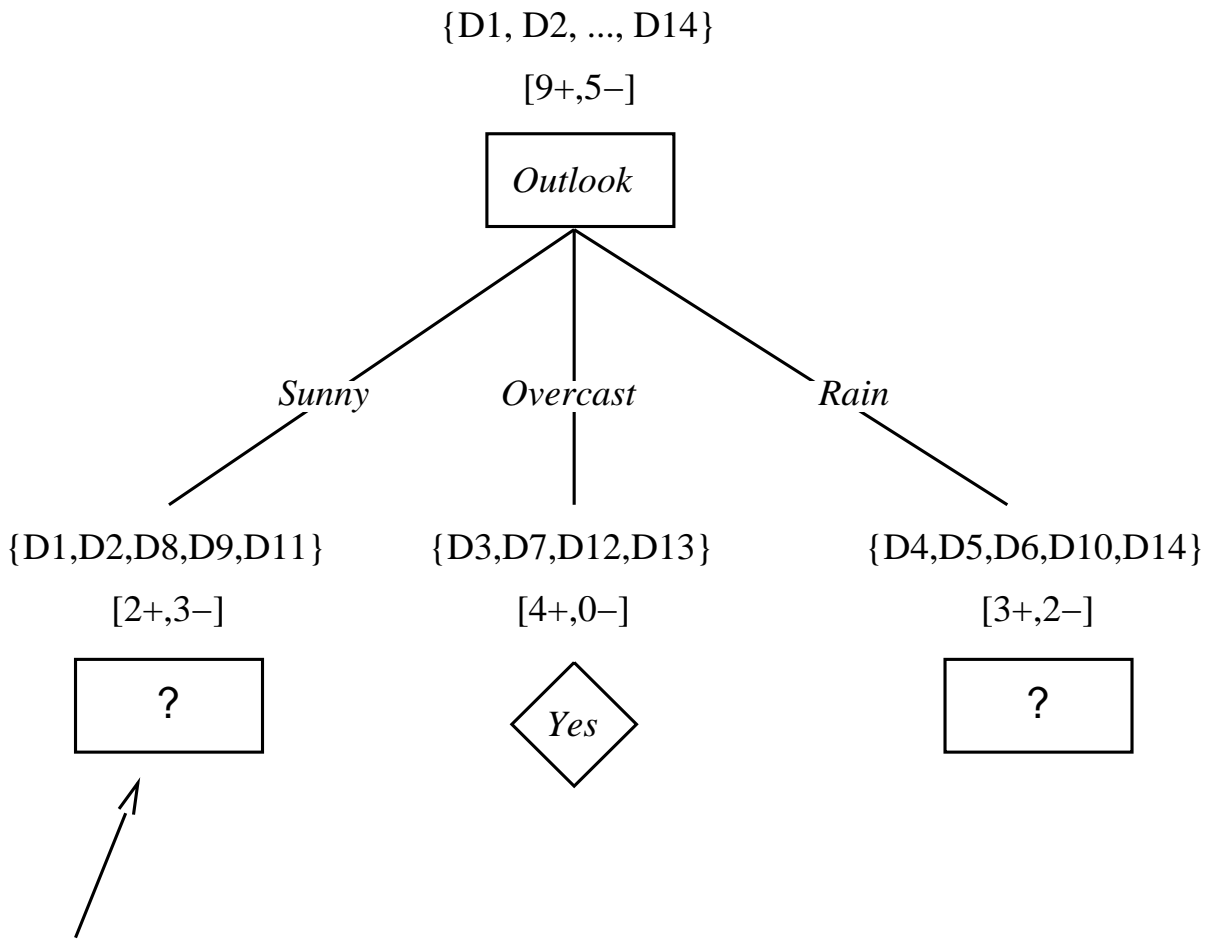 {D1, D2, ..., D14}
[9+,5−]
Outlook
Sunny Overcast Rain
{D1,D2,D8,D9,D11} {D3,D7,D12,D13} {D4,D5,D6,D10,D14}
[2+,3−] [4+,0−] [3+,2−]
? Yes ?